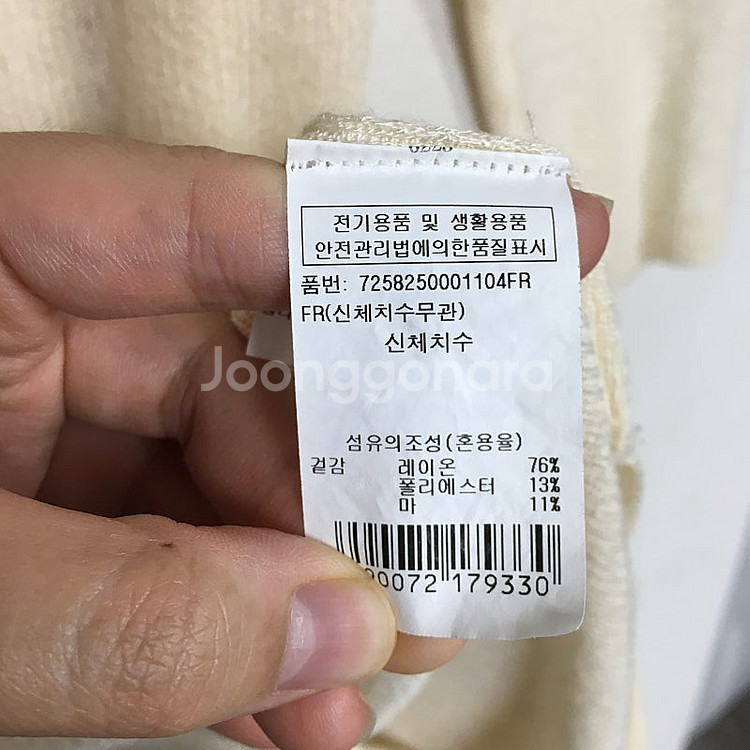 전기용품 및 생활용품
안전관리법에의한품질표시
품번: 7258250001104FR
FR(신체치수무관)
신체치수
Joonggonara
섬유의조성(혼용율)
겉감 레이온 76%
폴리에스터 13%
마 11%
0072 179330